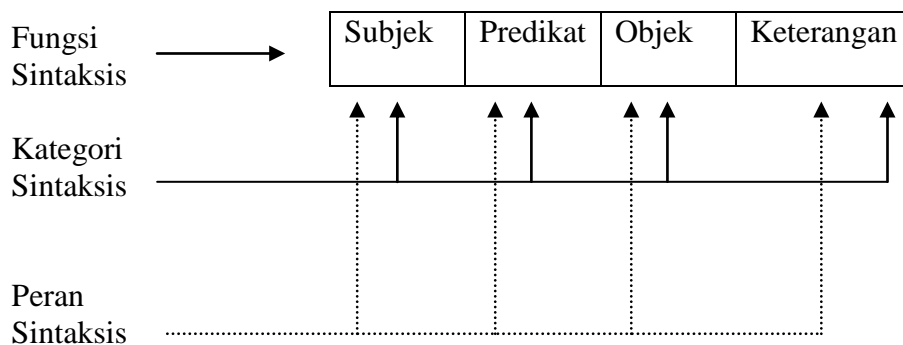 Fungsi
Sintaksis
Subjek Predikat Objek Keterangan
Kategori
Sintaksis
Peran
Sintaksis